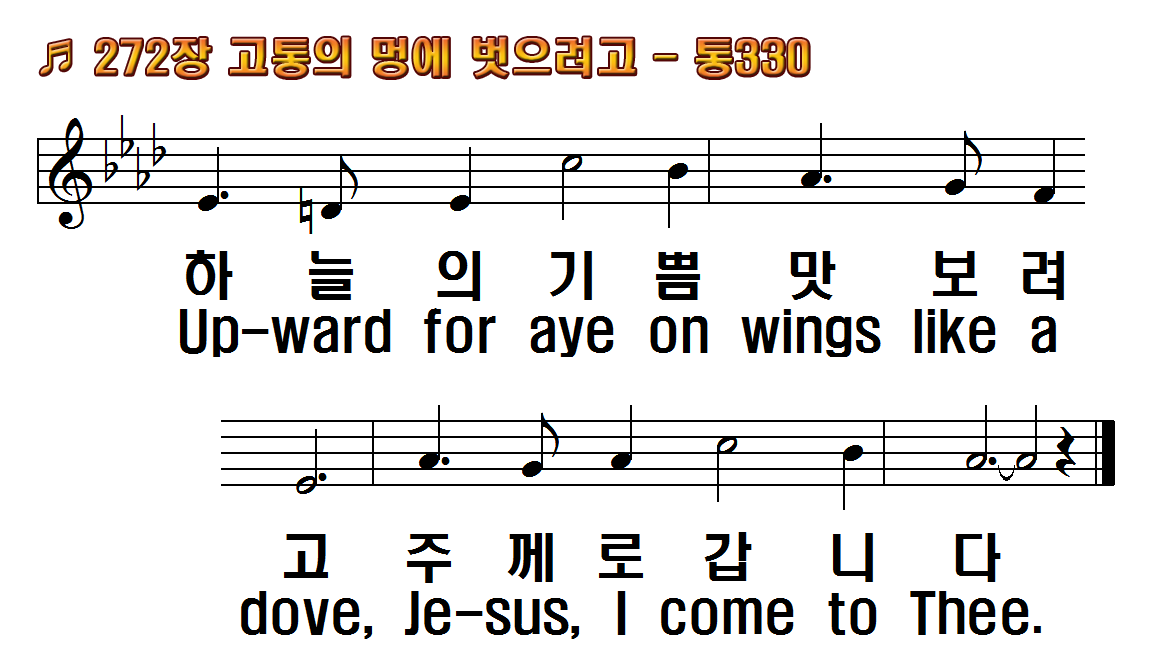 ♬ 272장 고통의 멍에 벗으려고 - 통330
하 늘 의 기 쁨 맛 보 려
Up-ward for aye on wings like a
고 주 께 로 갑 니 다
dove, Je-sus, I come to Thee.